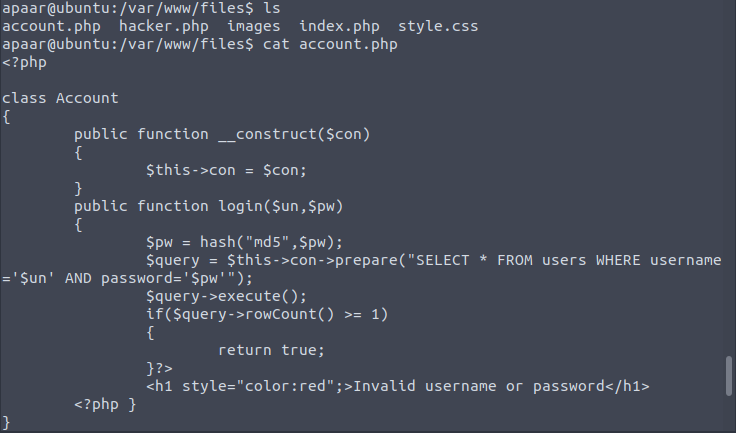 apaar@ubuntu:/var/www/files$ ls
account.php  hacker.php  images  index.php  style.css
apaar@ubuntu:/var/www/files$ cat account.php
<?php
class Account
{
        public function __construct($con)
        {
                $this->con = $con;
        }
        public function login($un,$pw)
        {
                $pw = hash("md5",$pw);
                $query = $this->con->prepare("SELECT * FROM users WHERE username
='$un' AND password='$pw'");
                $query->execute();
                if($query->rowCount() >= 1)
                {
                        return true;
                }?>
                <h1 style="color:red";>Invalid username or password</h1>
        <?php }
}